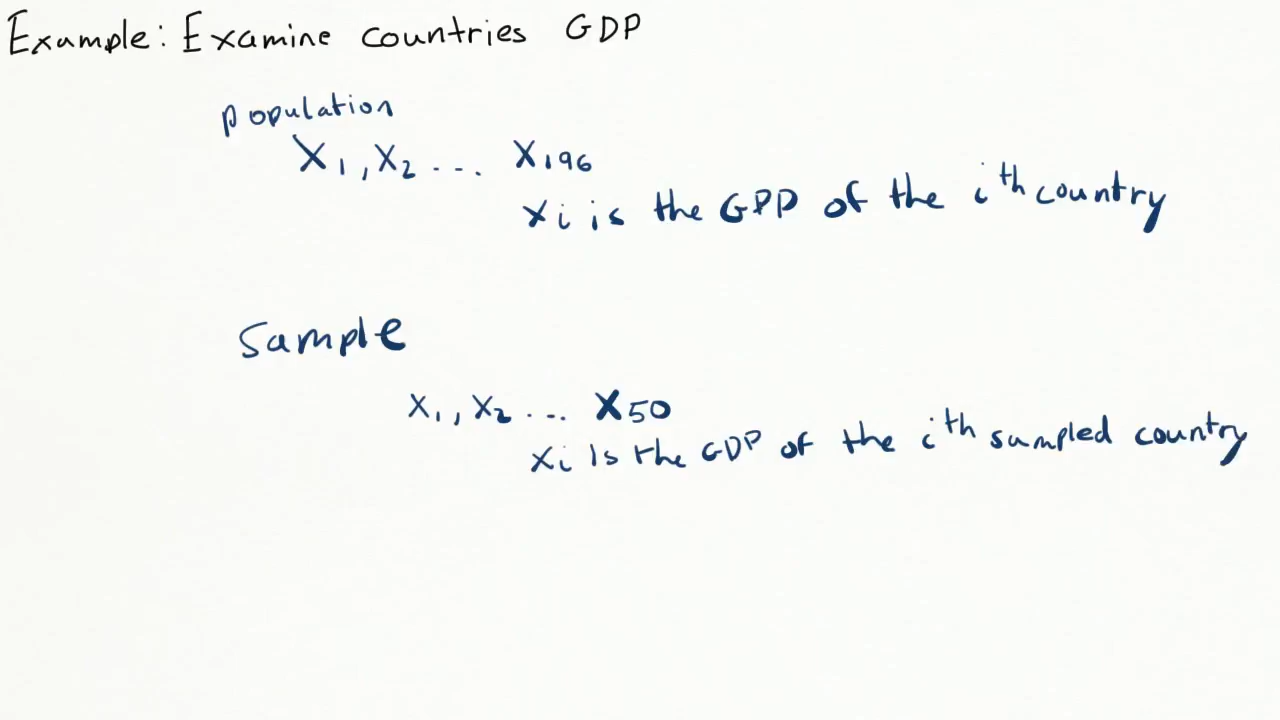 Example: Examine countries GDP
population
X1, X2 ... X196
xi is the GDP of the ith country
Sample
X1, X2 ... X50
xi Is the GDP of the ith sampled country